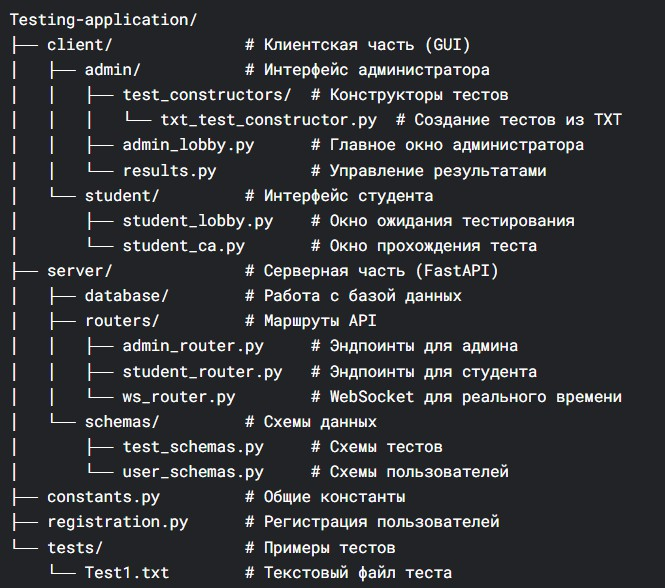 Testing-application/
├── client/              # Клиентская часть (GUI)
│   ├── admin/           # Интерфейс администратора
│   │   ├── test_constructors/  # Конструкторы тестов
│   │   │   └── txt_test_constructor.py  # Создание тестов из TXT
│   │   ├── admin_lobby.py      # Главное окно администратора
│   │   └── results.py          # Управление результатами
│   └── student/         # Интерфейс студента
│       ├── student_lobby.py    # Окно ожидания тестирования
│       └── student_ca.py       # Окно прохождения теста
├── server/              # Серверная часть (FastAPI)
│   ├── database/        # Работа с базой данных
│   ├── routers/         # Маршруты API
│   │   ├── admin_router.py     # Эндпоинты для админа
│   │   ├── student_router.py   # Эндпоинты для студента
│   │   └── ws_router.py        # WebSocket для реального времени
│   └── schemas/         # Схемы данных
│       ├── test_schemas.py     # Схемы тестов
│       └── user_schemas.py     # Схемы пользователей
├── constants.py         # Общие константы
├── registration.py      # Регистрация пользователей
└── tests/               # Примеры тестов
    └── Test1.txt        # Текстовый файл теста